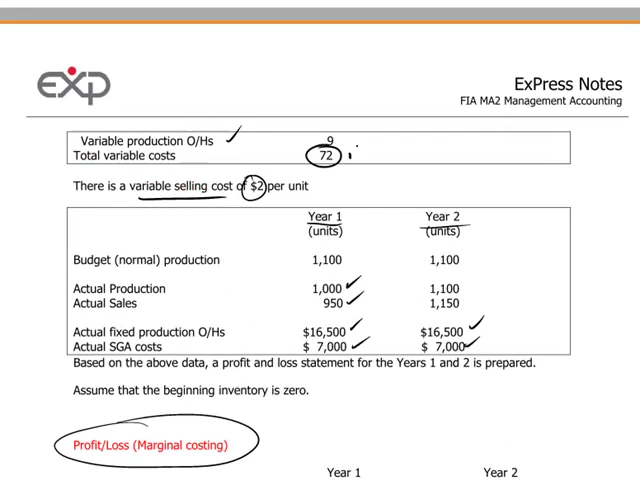 exp
ExPress Notes
FIA MA2 Management Accounting
Variable production O/Hs 9
Total variable costs 72
There is a variable selling cost of $2 per unit
Year 1 Year 2
(units) (units)
Budget (normal) production 1,100 1,100
Actual Production 1,000 1,100
Actual Sales 950 1,150
Actual fixed production O/Hs $16,500 $16,500
Actual SGA costs $ 7,000 $ 7,000
Based on the above data, a profit and loss statement for the Years 1 and 2 is prepared.
Assume that the beginning inventory is zero.
Profit/Loss (Marginal costing)
Year 1 Year 2